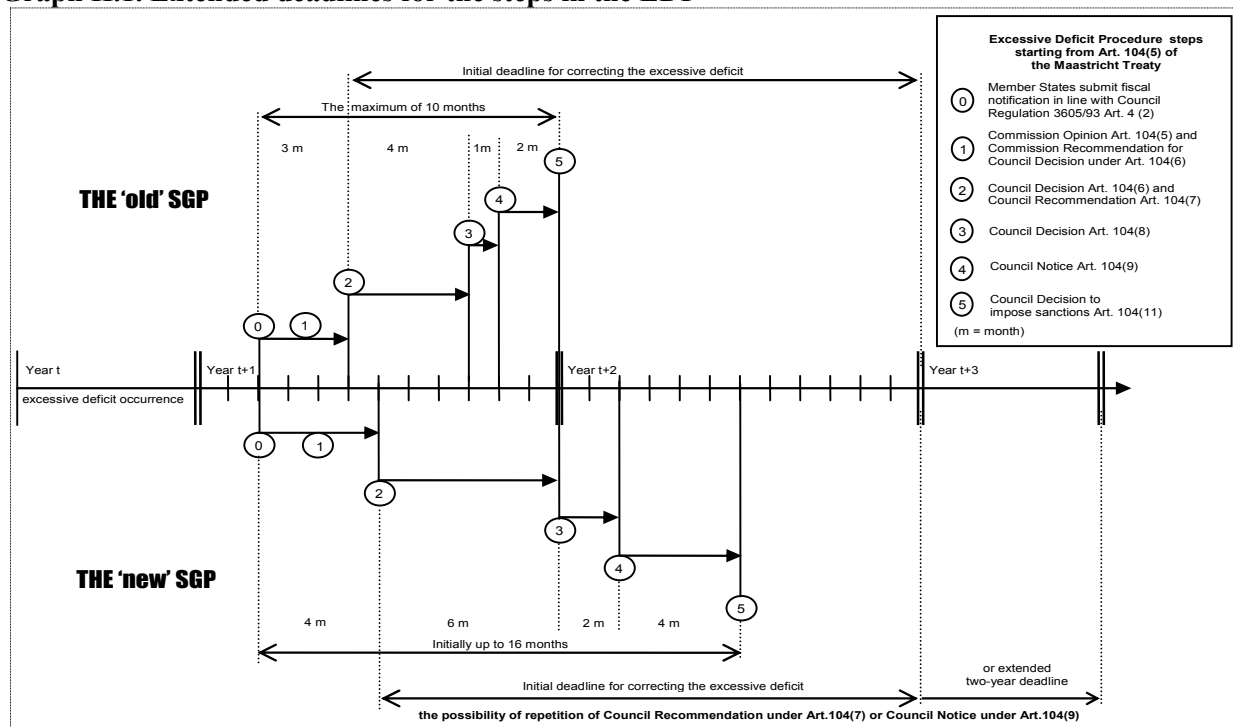 Graph II.1. Extended deadlines for the steps in the EDP
Excessive Deficit Procedure steps
starting from Art. 104(5) of
the Maastricht Treaty
0 Member States submit fiscal
notification in line with Council
Regulation 3605/93 Art. 4 (2)
1 Commission Opinion Art. 104(5) and
Commission Recommendation for
Council Decision under Art. 104(6)
2 Council Decision Art. 104(6) and
Council Recommendation Art. 104(7)
3 Council Decision Art. 104(8)
4 Council Notice Art. 104(9)
5 Council Decision to
impose sanctions Art. 104(11)
(m = month)
Initial deadline for correcting the excessive deficit
The maximum of 10 months
3 m 4 m 1m 2 m
5
THE ‘old’ SGP
4
3
2
0 1
Year t Year t+1 Year t+2 Year t+3
excessive deficit occurrence
0 1
2
3
4
THE ‘new’ SGP
5
4 m 6 m 2 m 4 m
Initially up to 16 months
or extended
two-year deadline
Initial deadline for correcting the excessive deficit
the possibility of repetition of Council Recommendation under Art.104(7) or Council Notice under Art.104(9)